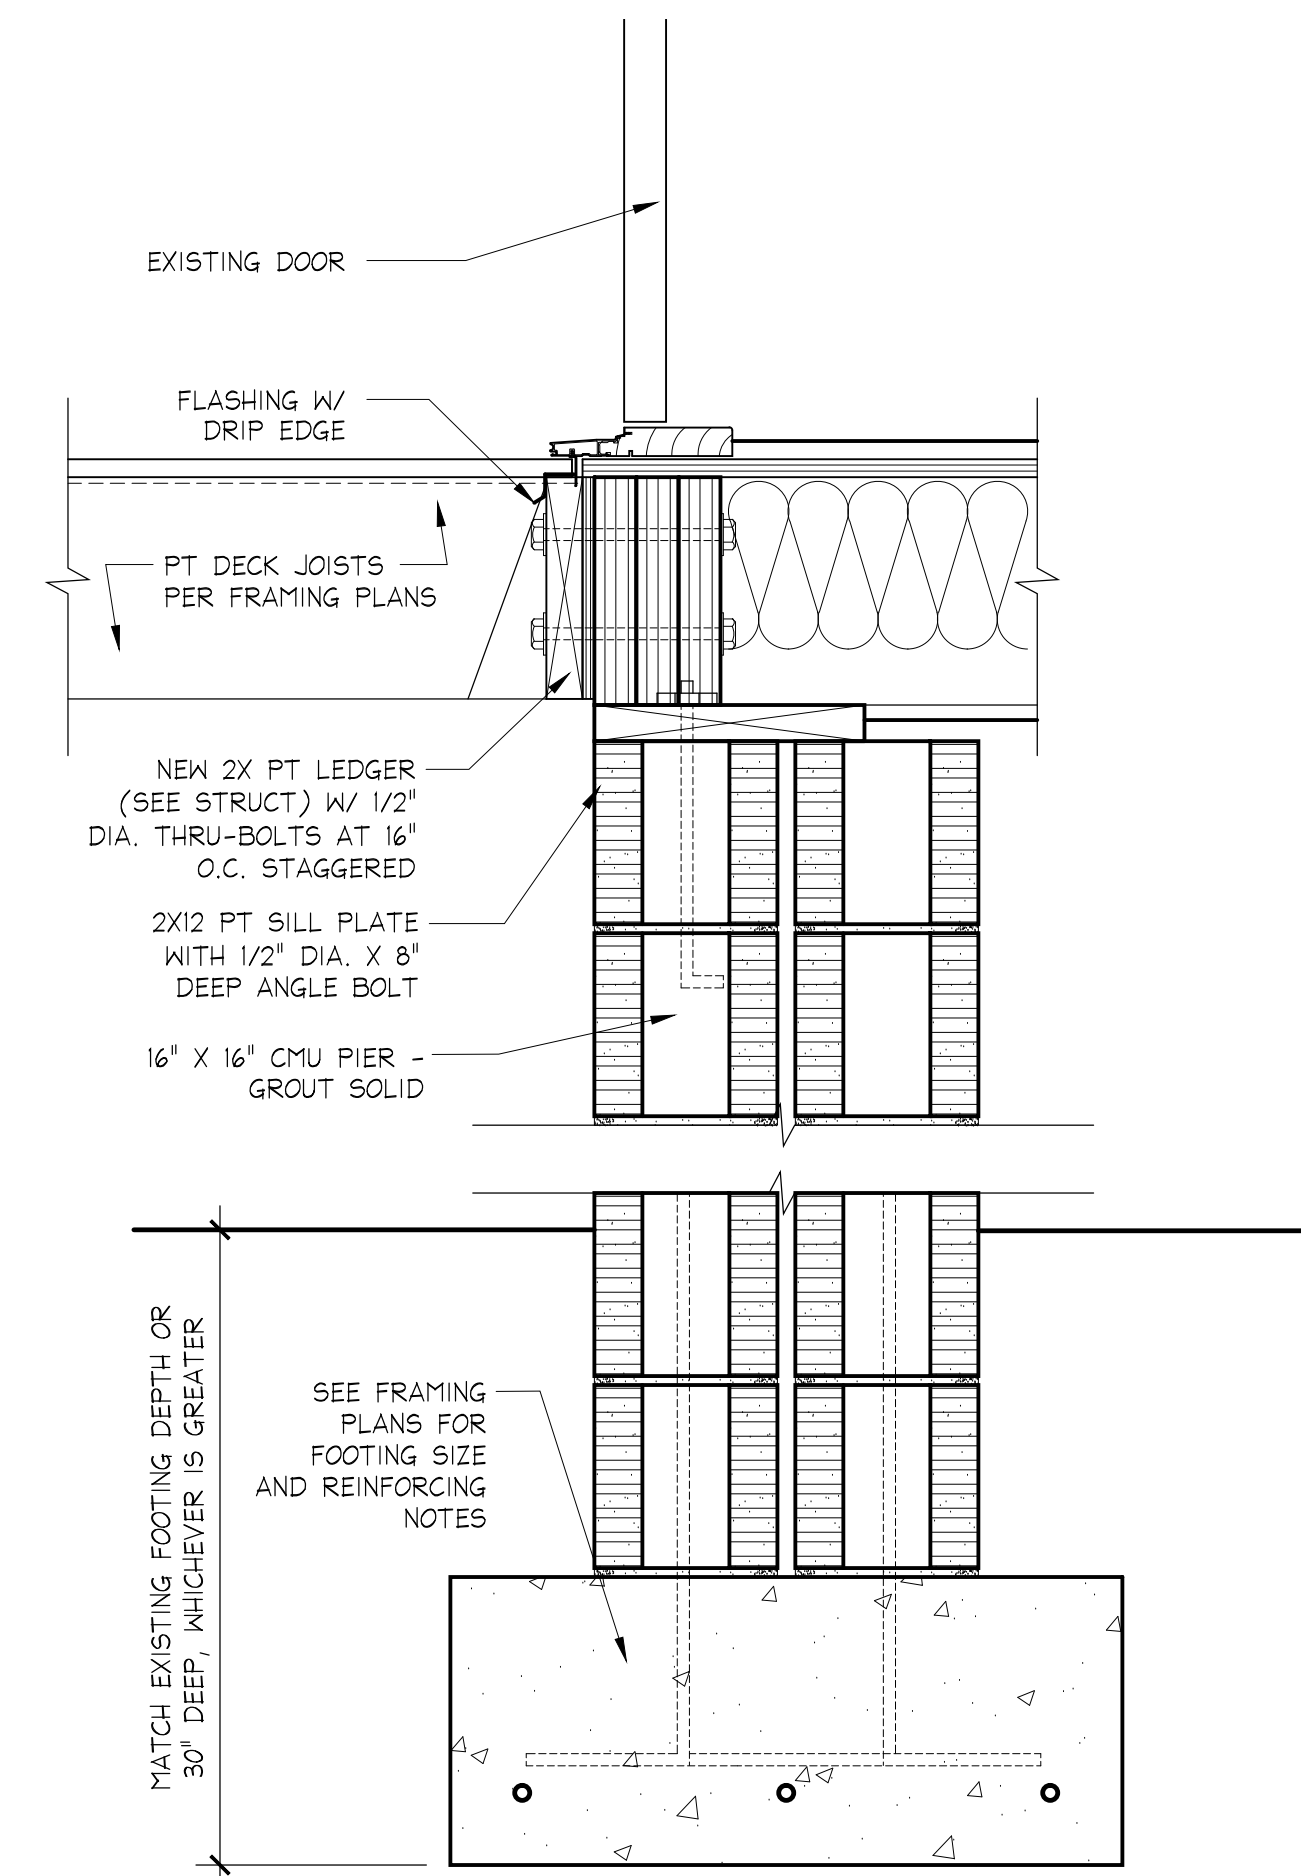 EXISTING DOOR
FLASHING W/
DRIP EDGE
PT DECK JOISTS
PER FRAMING PLANS
NEW 2X PT LEDGER
(SEE STRUCT) W/ 1/2"
DIA. THRU-BOLTS AT 16"
O.C. STAGGERED
2X12 PT SILL PLATE
WITH 1/2" DIA. X 8"
DEEP ANGLE BOLT
16" X 16" CMU PIER -
GROUT SOLID
MATCH EXISTING FOOTING DEPTH OR
30" DEEP, WHICHEVER IS GREATER
SEE FRAMING
PLANS FOR
FOOTING SIZE
AND REINFORCING
NOTES